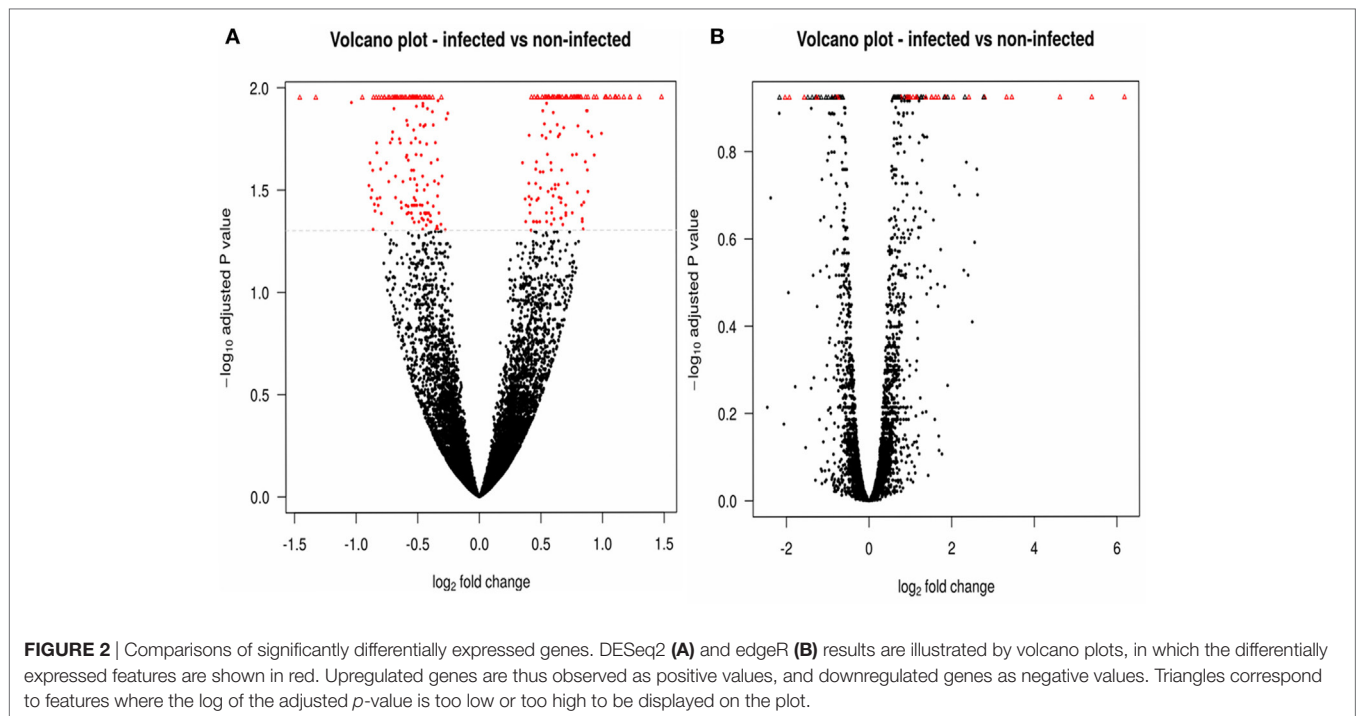 A
Volcano plot - infected vs non-infected
−log10 adjusted P value
2.0
1.5
1.0
0.5
0.0
-1.5 -1.0 -0.5 0.0 0.5 1.0 1.5
log2 fold change
B
Volcano plot - infected vs non-infected
−log10 adjusted P value
0.8
0.6
0.4
0.2
0.0
-2 0 2 4 6
log2 fold change
FIGURE 2 | Comparisons of significantly differentially expressed genes. DESeq2 (A) and edgeR (B) results are illustrated by volcano plots, in which the differentially
expressed features are shown in red. Upregulated genes are thus observed as positive values, and downregulated genes as negative values. Triangles correspond
to features where the log of the adjusted p-value is too low or too high to be displayed on the plot.